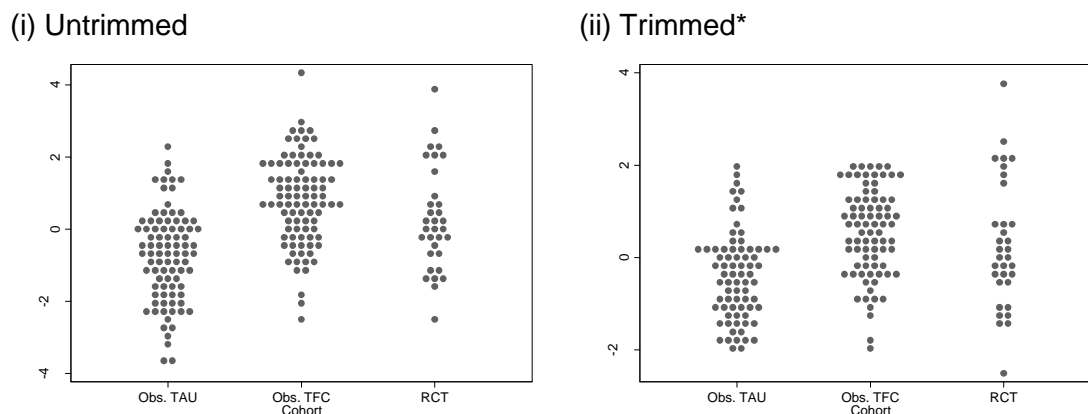 (i) Untrimmed
(ii) Trimmed*
4
2
0
-2
-4
Obs. TAU
Obs. TFC
RCT
Cohort
4
2
0
-2
Obs. TAU
Obs. TFC
RCT
Cohort